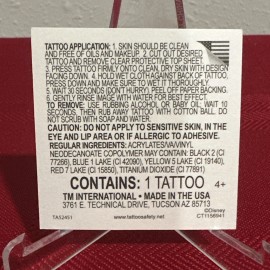 TATTOO APPLICATION: 1. SKIN SHOULD BE CLEAN
AND FREE OF OILS AND MAKEUP. 2. CUT OUT DESIRED
TATTOO AND REMOVE CLEAR PROTECTIVE TOP SHEET.
3. PRESS TATTOO FIRMLY ONTO CLEAN, DRY SKIN WITH DESIGN
FACING DOWN. 4. HOLD WET CLOTH AGAINST BACK OF TATTOO,
PRESS DOWN AND MAKE SURE TO WET IT THOROUGHLY.
5. WAIT 30 SECONDS (DON'T HURRY). PEEL OFF PAPER BACKING.
6. GENTLY RINSE IMAGE WITH WATER FOR BEST EFFECT!
TO REMOVE: USE RUBBING ALCOHOL OR BABY OIL: WAIT 10
SECONDS, THEN RUB AWAY TATTOO WITH COTTON BALL. DO
NOT SCRUB WITH SOAP AND WATER.
CAUTION: DO NOT APPLY TO SENSITIVE SKIN, IN THE
EYE AND LIP AREA OR IF ALLERGIC TO ADHESIVE.
REGULAR INGREDIENTS: ACRYLATES/VA/VINYL
NEODECANOATE COPOLYMER MAY CONTAIN: BLACK 2 (CI
77266), BLUE 1 LAKE (CI 42090), YELLOW 5 LAKE (CI 19140),
RED 7 LAKE (CI 15850), TITANIUM DIOXIDE (CI 77891)
CONTAINS: 1 TATTOO 4+
TM INTERNATIONAL • MADE IN THE USA
3761 E. TECHNICAL DRIVE, TUCSON AZ 85713
©Disney
TAS2461 www.tattoosafety.net CT1156941